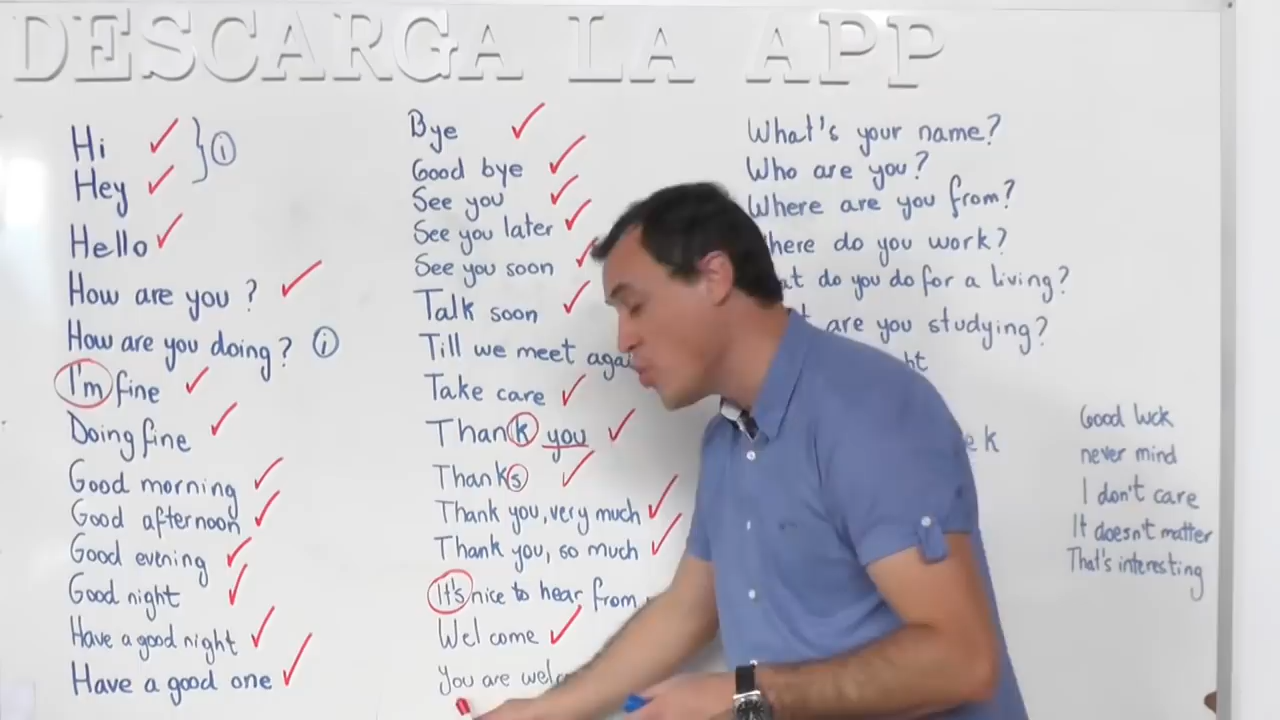 DESCARGA LA APP
Hi
Hey
i
Hello
How are you?
How are you doing? i
I'm fine
Doing fine
Good morning
Good afternoon
Good evening
Good night
Have a good night
Have a good one
Bye
Good bye
See you
See you later
See you soon
Talk soon
Till we meet
Take care
Thank you
Thanks
Thank you, very much
Thank you, so much
It's nice to hear from
Wel come
You are
What's your name?
Who are you?
Where are you from?
do you work?
do you do for a living?
are you studying?
Good luck
never mind
I don't care
It doesn't matter
That's interesting